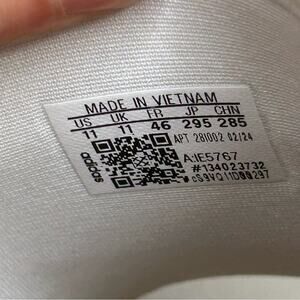 MADE IN VIETNAM
US UK FR JP CHN
11 11 46 295 285
APT 281002 02/24
adidas
A:IE5767
#134023732